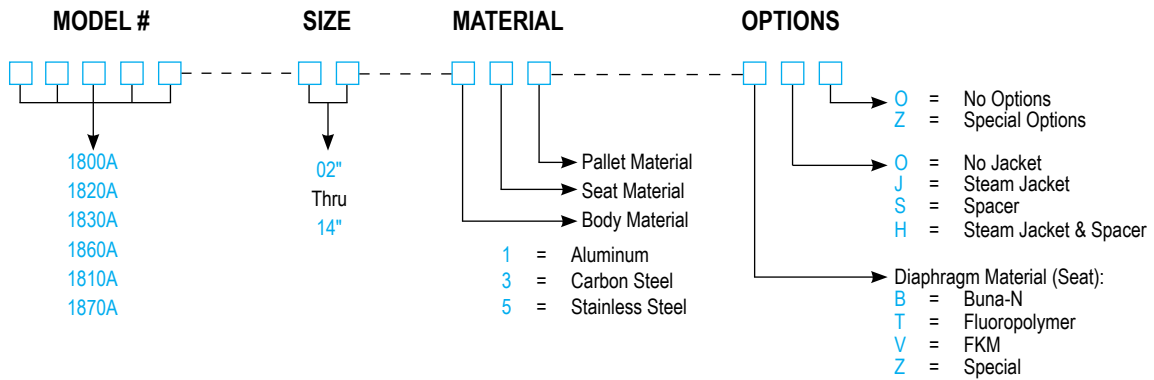 MODEL # SIZE MATERIAL OPTIONS
1800A
1820A
1830A
1860A
1810A
1870A
02"
Thru
14"
Pallet Material
Seat Material
Body Material
1 = Aluminum
3 = Carbon Steel
5 = Stainless Steel
O = No Options
Z = Special Options
O = No Jacket
J = Steam Jacket
S = Spacer
H = Steam Jacket & Spacer
Diaphragm Material (Seat):
B = Buna-N
T = Fluoropolymer
V = FKM
Z = Special